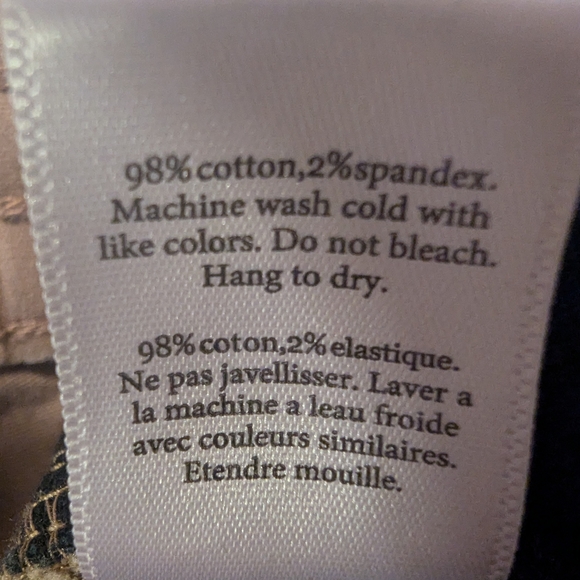 98% cotton,2% spandex.
Machine wash cold with
like colors. Do not bleach.
Hang to dry.
98% coton,2% elastique.
Ne pas javellisser. Laver a
la machine a leau froide
avec couleurs similaires.
Etendre mouille.